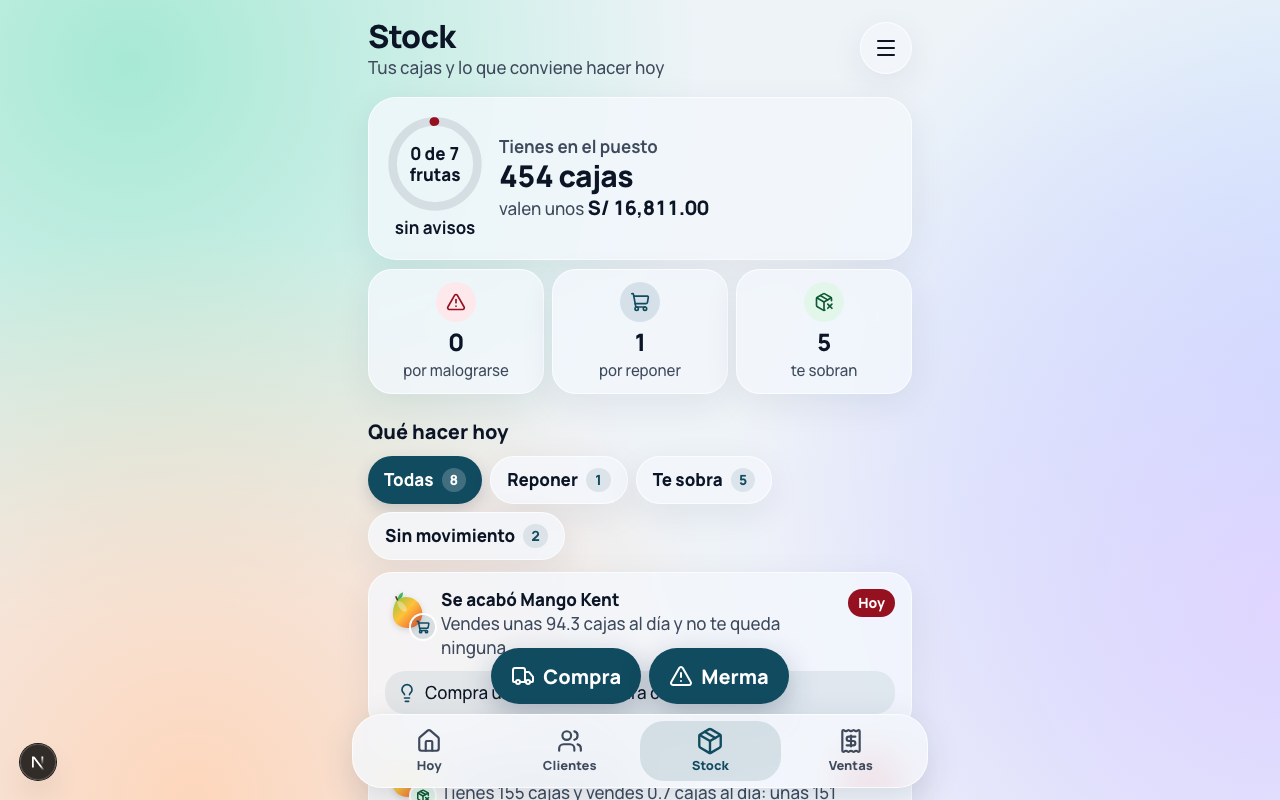 Stock
Tus cajas y lo que conviene hacer hoy
0 de 7
frutas
sin avisos
Tienes en el puesto
454 cajas
valen unos S/ 16,811.00
0
por malograrse
1
por reponer
5
te sobran
Qué hacer hoy
Todas 8
Reponer 1
Te sobra 5
Sin movimiento 2
Se acabó Mango Kent
Hoy
Vendes unas 94.3 cajas al día y no te queda
ninguna
Compra
Compra
Merma
Hoy
Clientes
Stock
Ventas
N
Tienes 155 cajas y vendes 0.7 cajas al día: unas 151